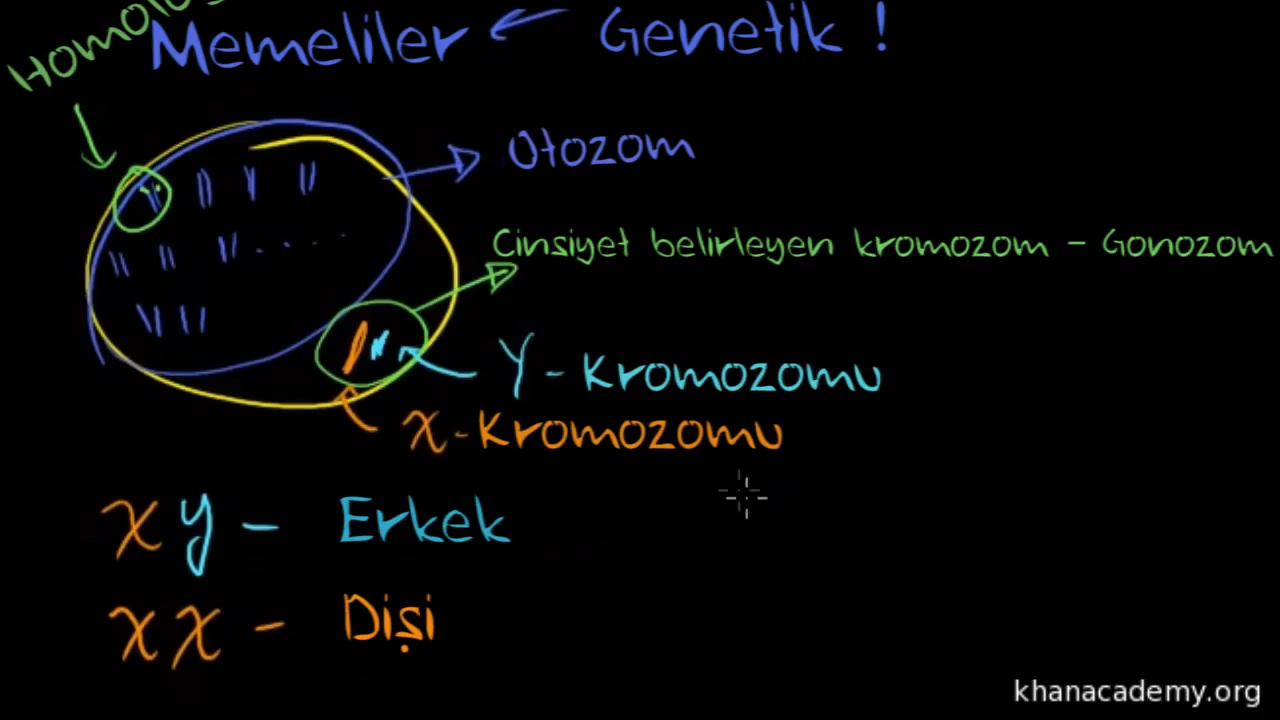 Memeliler ← Genetik !
Otozom
Cinsiyet belirleyen kromozom - Gonozom
Y - Kromozomu
X - Kromozomu
XY - Erkek
XX - Dişi
khanacademy.org